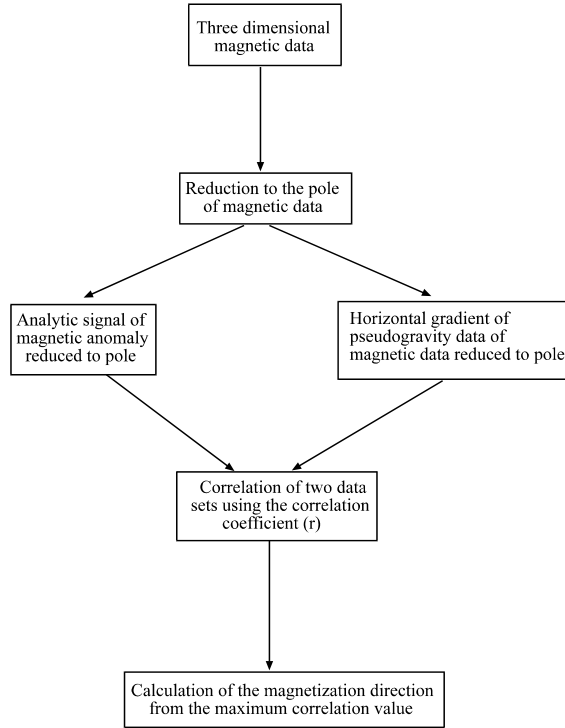 Three dimensional
magnetic data
Reduction to the pole
of magnetic data
Analytic signal of
magnetic anomaly
reduced to pole
Horizontal gradient of
pseudogravity data of
magnetic data reduced to pole
Correlation of two data
sets using the correlation
coefficient (r)
Calculation of the magnetization direction
from the maximum correlation value